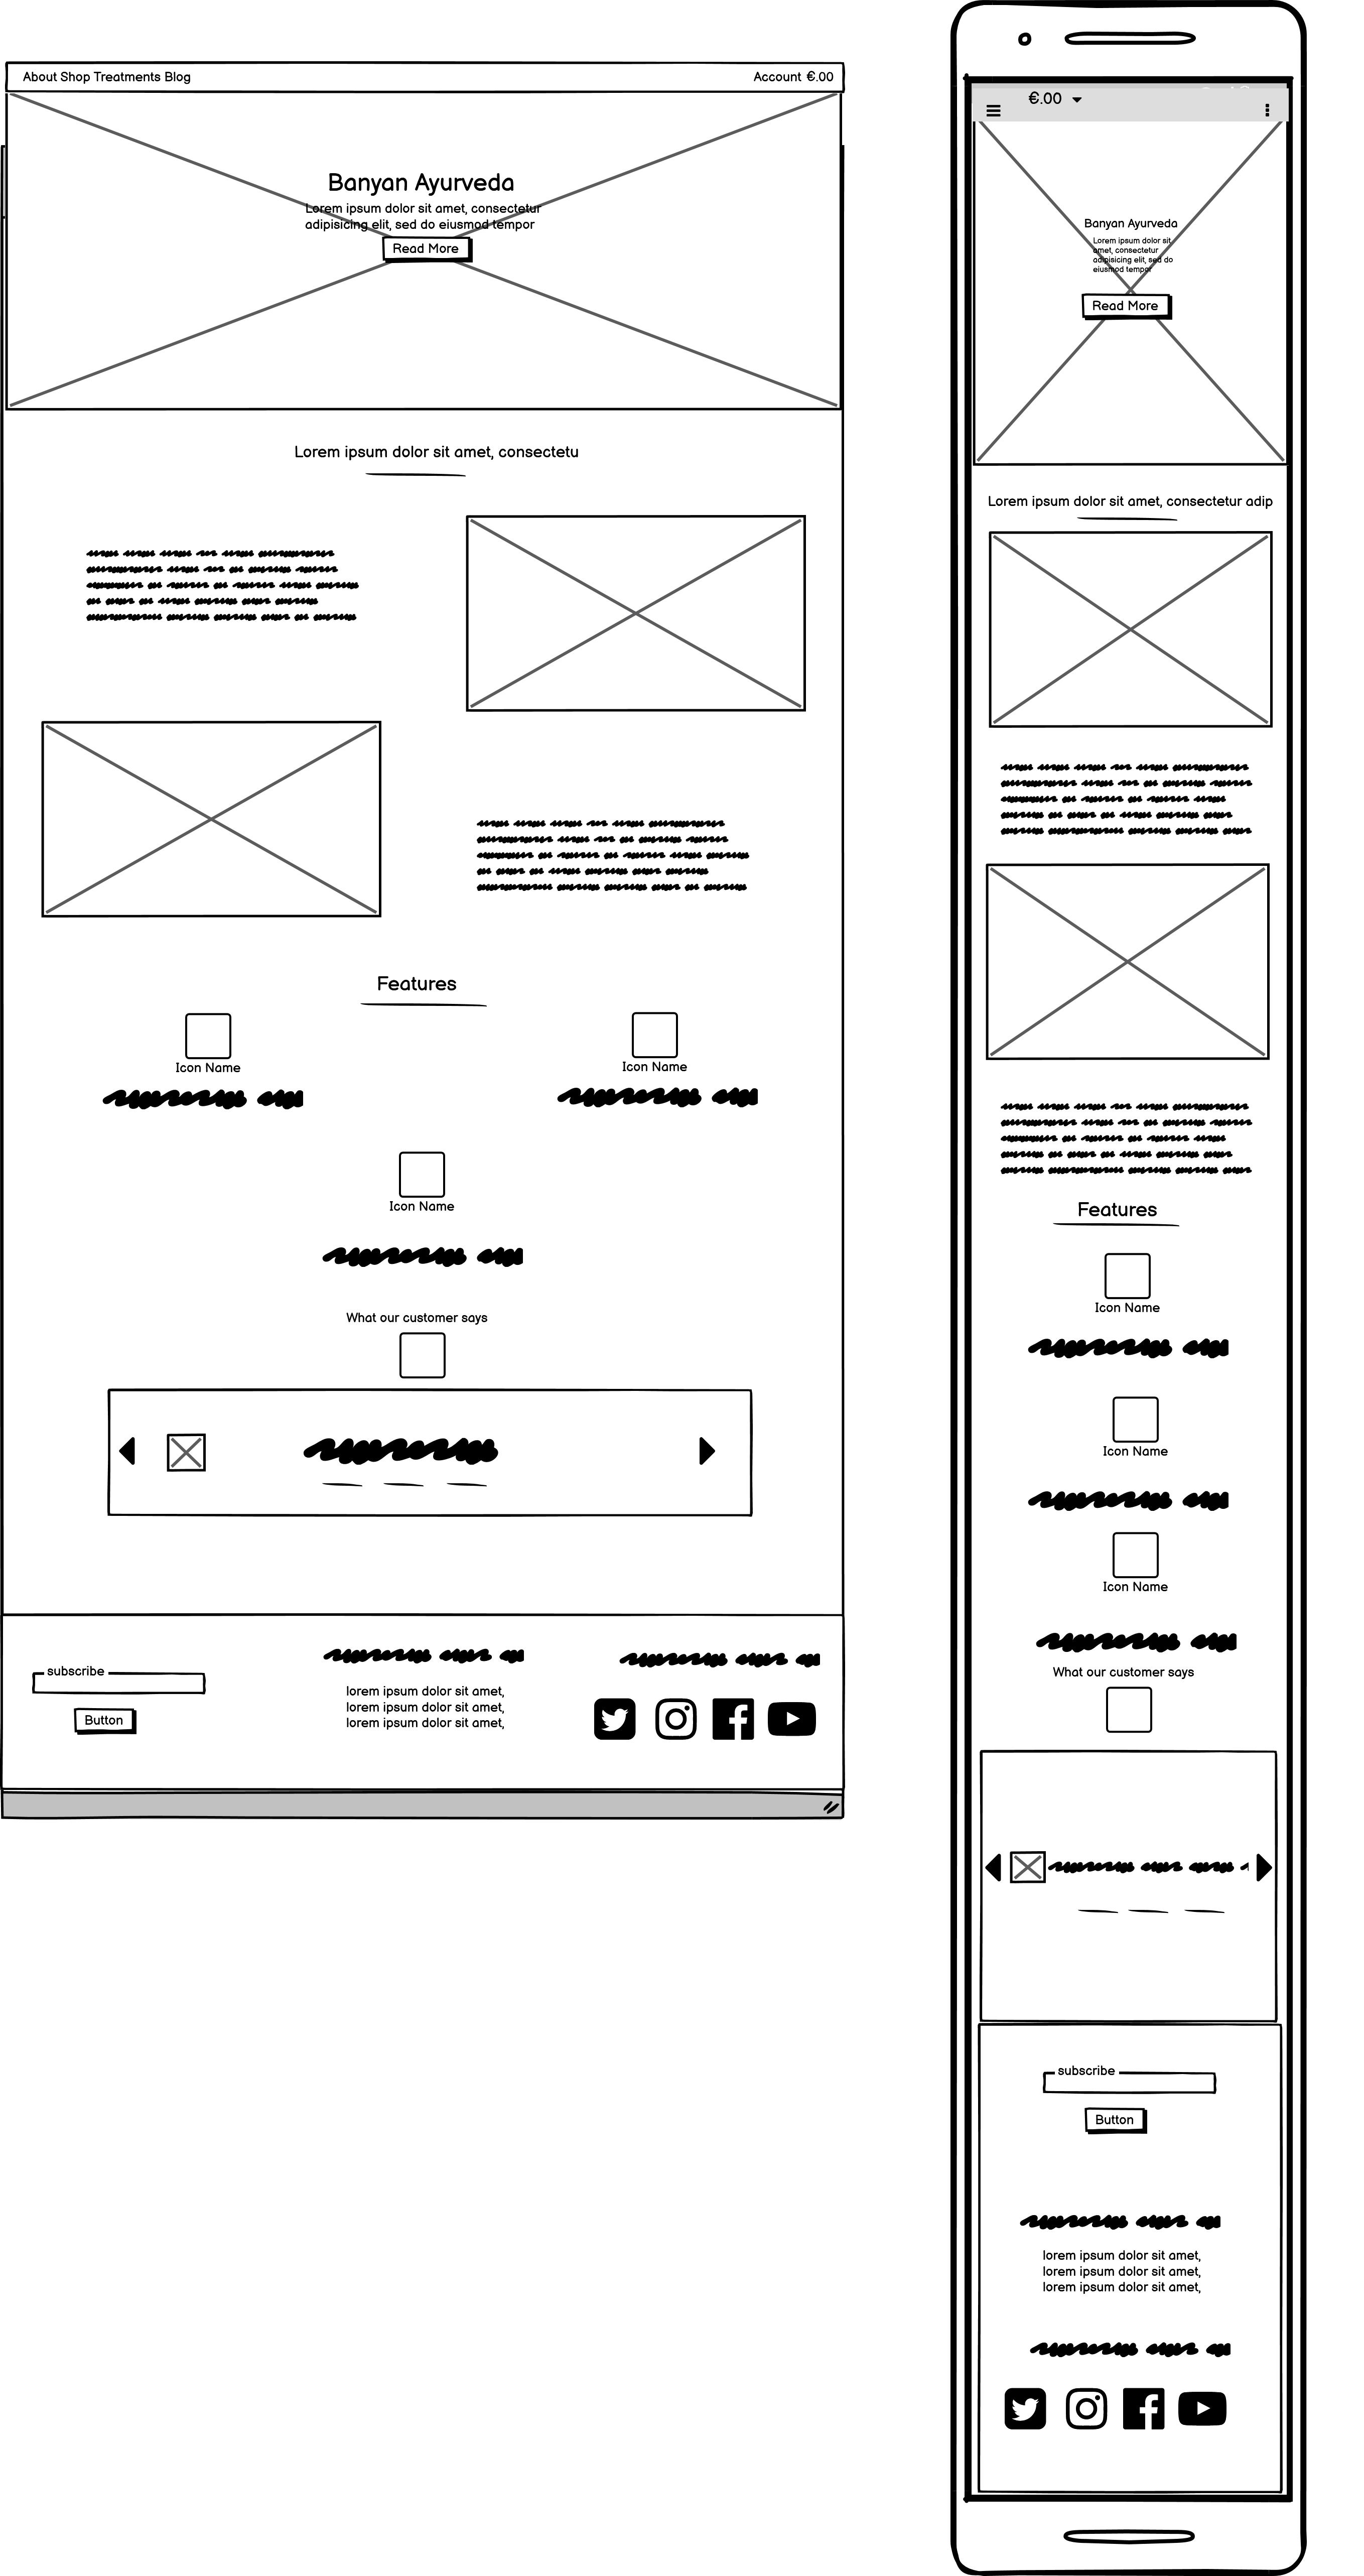 About Shop Treatments Blog
Account €.00
Banyan Ayurveda
Lorem ipsum dolor sit amet, consectetur
adipisicing elit, sed do eiusmod tempor
Read More
Lorem ipsum dolor sit amet, consectetu
Features
Icon Name
Icon Name
Icon Name
What our customer says
subscribe
Button
lorem ipsum dolor sit amet,
lorem ipsum dolor sit amet,
lorem ipsum dolor sit amet,
€.00
Banyan Ayurveda
Lorem ipsum dolor sit
amet, consectetur
adipisicing elit, sed do
eiusmod tempor
Read More
Lorem ipsum dolor sit amet, consectetur adip
Features
Icon Name
Icon Name
Icon Name
What our customer says
subscribe
Button
lorem ipsum dolor sit amet,
lorem ipsum dolor sit amet,
lorem ipsum dolor sit amet,